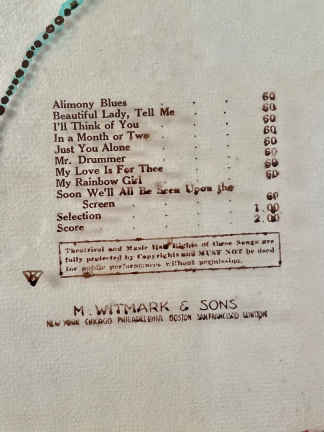 Alimony Blues . . . 60
Beautiful Lady, Tell Me 60
I'll Think of You . . 60
In a Month or Two . . 60
Just You Alone . . . 60
Mr. Drummer . . . 60
My Love Is For Thee . . 60
My Rainbow Girl
Soon We'll All Be Seen Upon the
Screen . . . 60
Selection . . . 1.00
Score . . . 2.00
Theatrical and Music Hall Rights of these Songs are
fully protected by Copyrights and MUST NOT be used
for public performances without permission.
M. WITMARK & SONS
NEW YORK CHICAGO PHILADELPHIA BOSTON SAN FRANCISCO LONDON